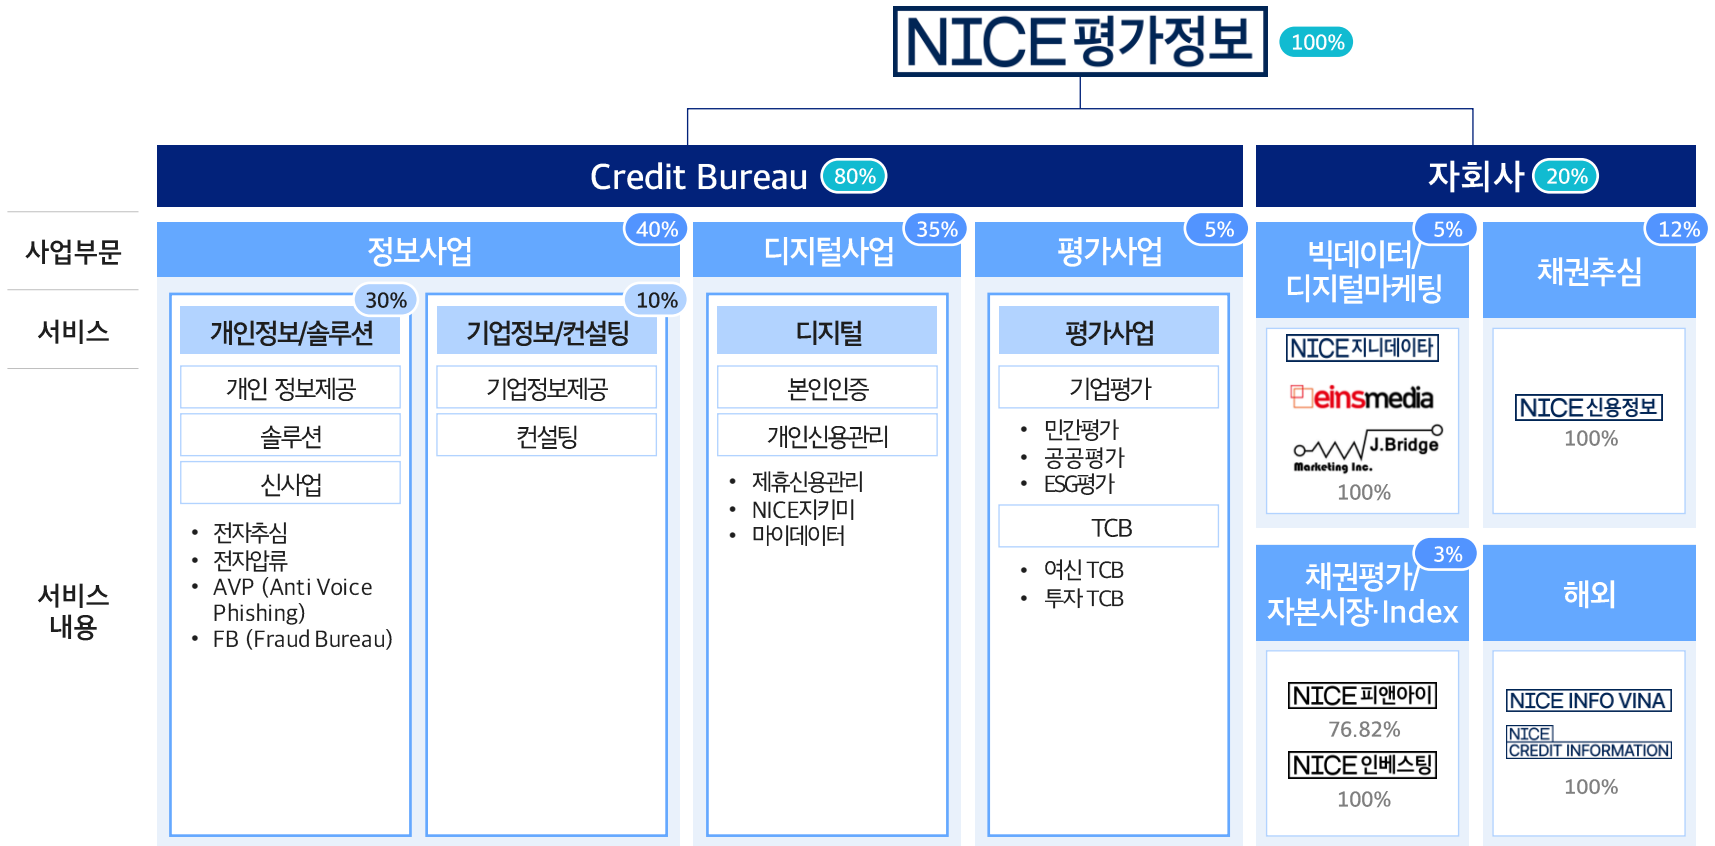 NICE평가정보 100%
Credit Bureau 80%
자회사 20%
사업부문
정보사업 40%
디지털사업 35%
평가사업 5%
빅데이터/
디지털마케팅
5%
채권추심 12%
서비스
개인정보/솔루션 30%
기업정보/컨설팅 10%
디지털
평가사업
서비스
내용
개인 정보제공
솔루션
신사업
• 전자추심
• 전자압류
• AVP (Anti Voice
Phishing)
• FB (Fraud Bureau)
기업정보제공
컨설팅
본인인증
개인신용관리
• 제휴신용관리
• NICE지키미
• 마이데이터
기업평가
• 민간평가
• 공공평가
• ESG평가
TCB
• 여신 TCB
• 투자 TCB
NICE지니데이타
einsmedia
J.Bridge
Marketing Inc.
100%
NICE신용정보
100%
채권평가/
자본시장·Index
3%
NICE피앤아이
76.82%
NICE인베스팅
100%
해외
NICE INFO VINA
NICE
CREDIT INFORMATION
100%